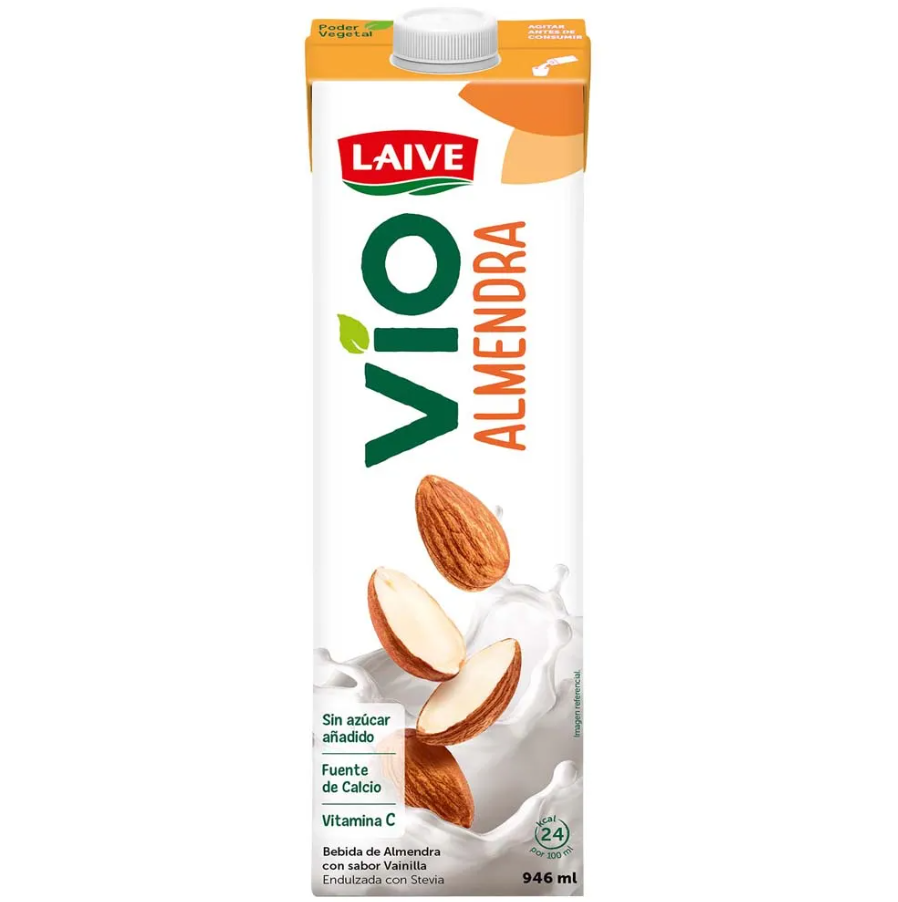 Poder
Vegetal
AGITAR
ANTES DE
CONSUMIR
LAIVE
vio
ALMENDRA
Imagen referencial
Sin azúcar
añadido
Fuente
de Calcio
Vitamina C
Bebida de Almendra
con sabor Vainilla
Endulzada con Stevia
kcal
24
por 100 ml
946 ml